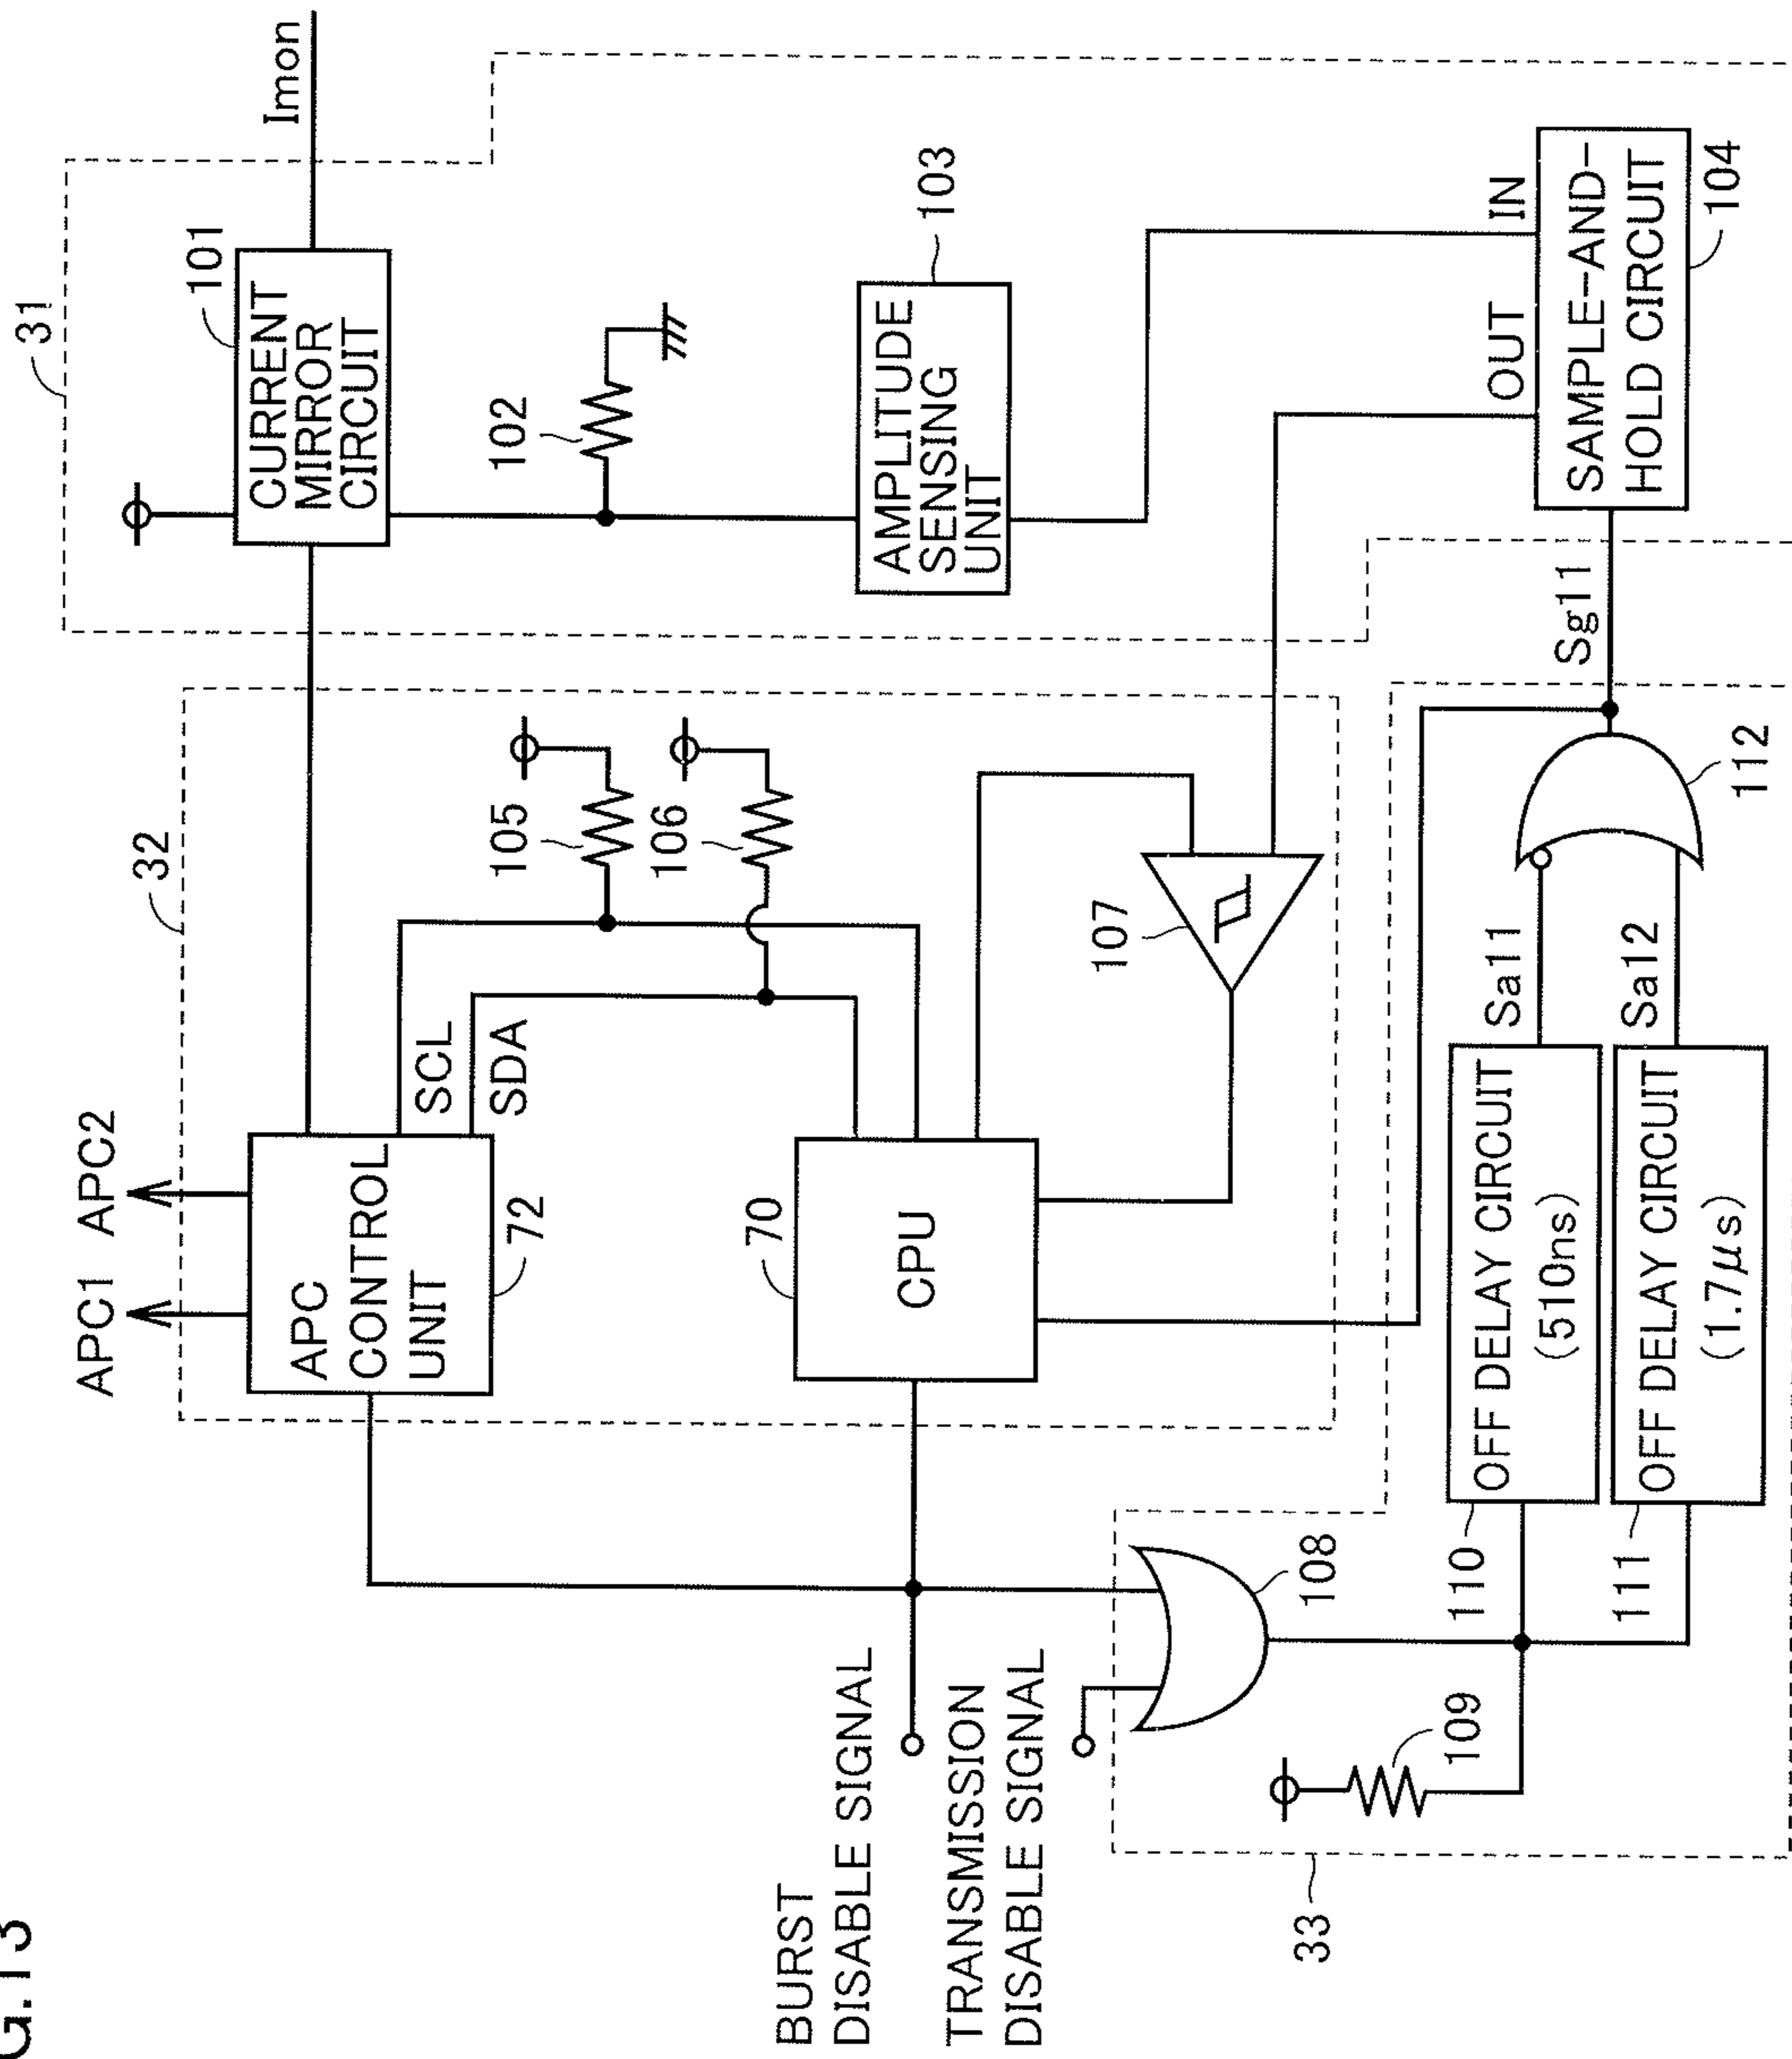 G.13
31
Imon
101
CURRENT
MIRROR
CIRCUIT
102
103
AMPLITUDE
SENSING
UNIT
IN
OUT
SAMPLE-AND-
HOLD CIRCUIT
104
Sg11
32
APC1
APC2
APC
CONTROL
UNIT
72
SCL
SDA
105
106
70
CPU
107
BURST
DISABLE SIGNAL
TRANSMISSION
DISABLE SIGNAL
33
108
109
110
OFF DELAY CIRCUIT
(510ns)
111
OFF DELAY CIRCUIT
(1.7μs)
Sa11
Sa12
112